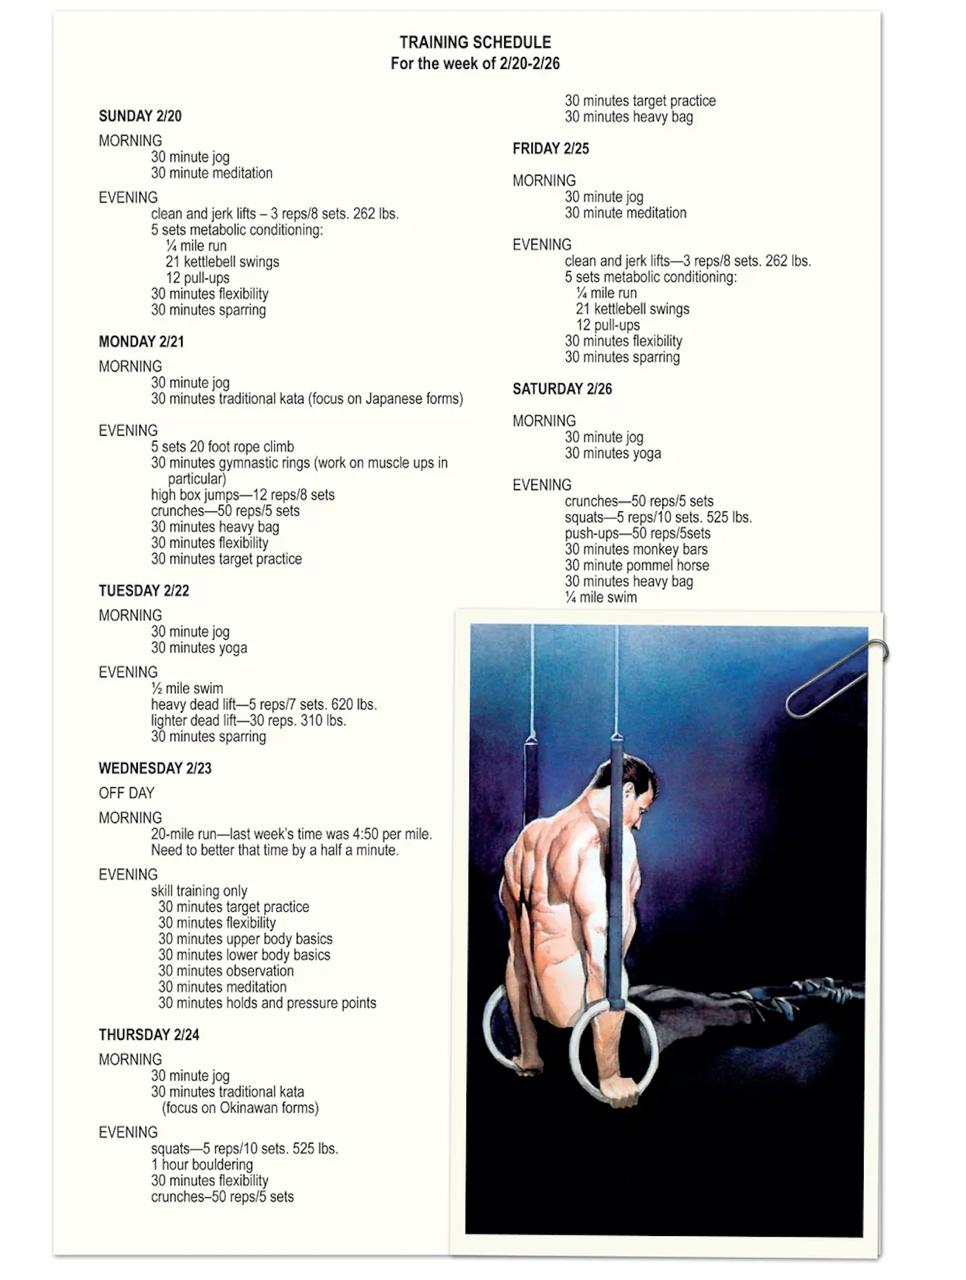 TRAINING SCHEDULE
For the week of 2/20-2/26
SUNDAY 2/20
MORNING
30 minute jog
30 minute meditation
EVENING
clean and jerk lifts – 3 reps/8 sets. 262 lbs.
5 sets metabolic conditioning:
¼ mile run
21 kettlebell swings
12 pull-ups
30 minutes flexibility
30 minutes sparring
MONDAY 2/21
MORNING
30 minute jog
30 minutes traditional kata (focus on Japanese forms)
EVENING
5 sets 20 foot rope climb
30 minutes gymnastic rings (work on muscle ups in
particular)
high box jumps—12 reps/8 sets
crunches—50 reps/5 sets
30 minutes heavy bag
30 minutes flexibility
30 minutes target practice
TUESDAY 2/22
MORNING
30 minute jog
30 minutes yoga
EVENING
½ mile swim
heavy dead lift—5 reps/7 sets. 620 lbs.
lighter dead lift—30 reps. 310 lbs.
30 minutes sparring
WEDNESDAY 2/23
OFF DAY
MORNING
20-mile run—last week's time was 4:50 per mile.
Need to better that time by a half a minute.
EVENING
skill training only
30 minutes target practice
30 minutes flexibility
30 minutes upper body basics
30 minutes lower body basics
30 minutes observation
30 minutes meditation
30 minutes holds and pressure points
THURSDAY 2/24
MORNING
30 minute jog
30 minutes traditional kata
(focus on Okinawan forms)
EVENING
squats—5 reps/10 sets. 525 lbs.
1 hour bouldering
30 minutes flexibility
crunches–50 reps/5 sets
30 minutes target practice
30 minutes heavy bag
FRIDAY 2/25
MORNING
30 minute jog
30 minute meditation
EVENING
clean and jerk lifts—3 reps/8 sets. 262 lbs.
5 sets metabolic conditioning:
¼ mile run
21 kettlebell swings
12 pull-ups
30 minutes flexibility
30 minutes sparring
SATURDAY 2/26
MORNING
30 minute jog
30 minutes yoga
EVENING
crunches—50 reps/5 sets
squats—5 reps/10 sets. 525 lbs.
push-ups—50 reps/5sets
30 minutes monkey bars
30 minute pommel horse
30 minutes heavy bag
¼ mile swim